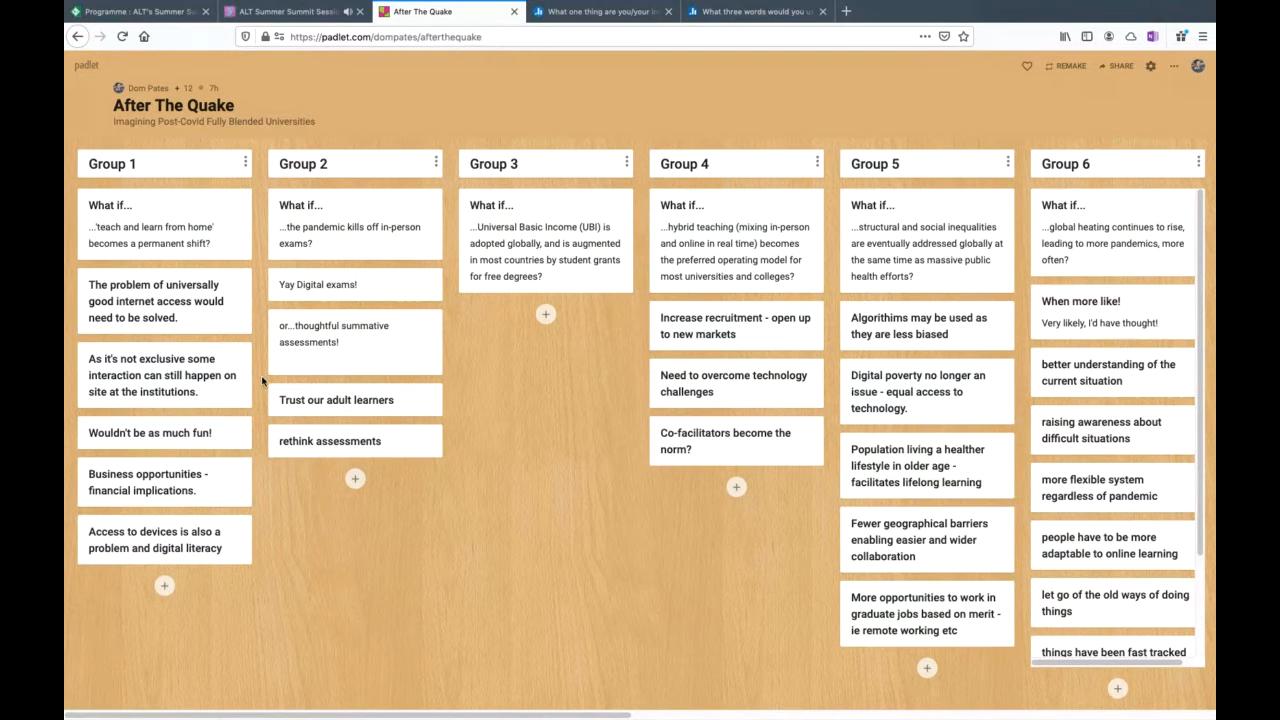 Programme : ALT's Summer Su
ALT Summer Summit Sessi
After The Quake
What one thing are you/your in
What three words would you u
https://padlet.com/dompates/afterthequake
padlet
REMAKE
SHARE
Dom Pates + 12 7h
After The Quake
Imagining Post-Covid Fully Blended Universities
Group 1
What if...
...'teach and learn from home'
becomes a permanent shift?
The problem of universally
good internet access would
need to be solved.
As it's not exclusive some
interaction can still happen on
site at the institutions.
Wouldn't be as much fun!
Business opportunities -
financial implications.
Access to devices is also a
problem and digital literacy
Group 2
What if...
...the pandemic kills off in-person
exams?
Yay Digital exams!
or...thoughtful summative
assessments!
Trust our adult learners
rethink assessments
Group 3
What if...
...Universal Basic Income (UBI) is
adopted globally, and is augmented
in most countries by student grants
for free degrees?
Group 4
What if...
...hybrid teaching (mixing in-person
and online in real time) becomes
the preferred operating model for
most universities and colleges?
Increase recruitment - open up
to new markets
Need to overcome technology
challenges
Co-facilitators become the
norm?
Group 5
What if...
...structural and social inequalities
are eventually addressed globally at
the same time as massive public
health efforts?
Algorithims may be used as
they are less biased
Digital poverty no longer an
issue - equal access to
technology.
Population living a healther
lifestyle in older age -
facilitates lifelong learning
Fewer geographical barriers
enabling easier and wider
collaboration
More opportunities to work in
graduate jobs based on merit -
ie remote working etc
Group 6
What if...
...global heating continues to rise,
leading to more pandemics, more
often?
When more like!
Very likely, I'd have thought!
better understanding of the
current situation
raising awareness about
difficult situations
more flexible system
regardless of pandemic
people have to be more
adaptable to online learning
let go of the old ways of doing
things
things have been fast tracked